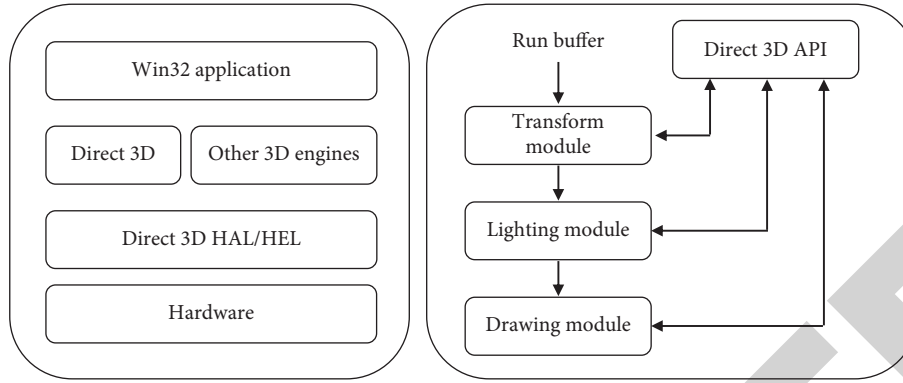 Win32 application
Direct 3D
Other 3D engines
Direct 3D HAL/HEL
Hardware
Run buffer
Direct 3D API
Transform
module
Lighting module
Drawing module